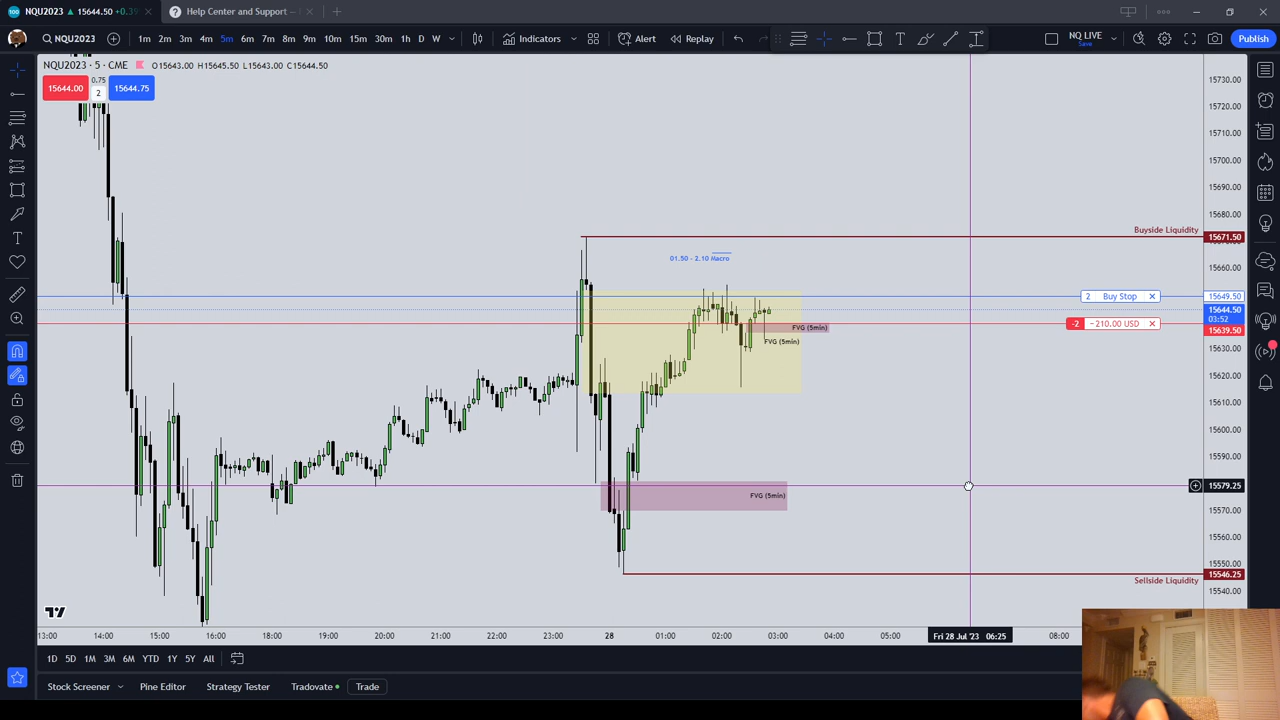 NQU2023 ▲ 15644.50 +0.3
Help Center and Support —
NQU2023
1m 2m 3m 4m 5m 6m 7m 8m 9m 10m 15m 30m 1h D W
Indicators
Alert
Replay
NQ LIVE
Save
Publish
NQU2023 · 5 · CME
O15643.00 H15645.50 L15643.00 C15644.50
15644.00
0.75
2
15644.75
15730.00
15720.00
15710.00
15700.00
15690.00
15680.00
Buyside Liquidity
15671.50
01.50 - 2.10 Macro
15660.00
2 Buy Stop
15649.50
15644.50
03:52
-2 -210.00 USD
15639.50
FVG (5min)
FVG (5min)
15630.00
15620.00
15610.00
15600.00
15590.00
15579.25
FVG (5min)
15570.00
15560.00
15550.00
15546.25
Sellside Liquidity
15540.00
13:00 14:00 15:00 16:00 17:00 18:00 19:00 20:00 21:00 22:00 23:00 28 01:00 02:00 03:00 04:00 05:00 Fri 28 Jul '23 06:25 08:00
1D 5D 1M 3M 6M YTD 1Y 5Y All
Stock Screener
Pine Editor
Strategy Tester
Tradovate
Trade